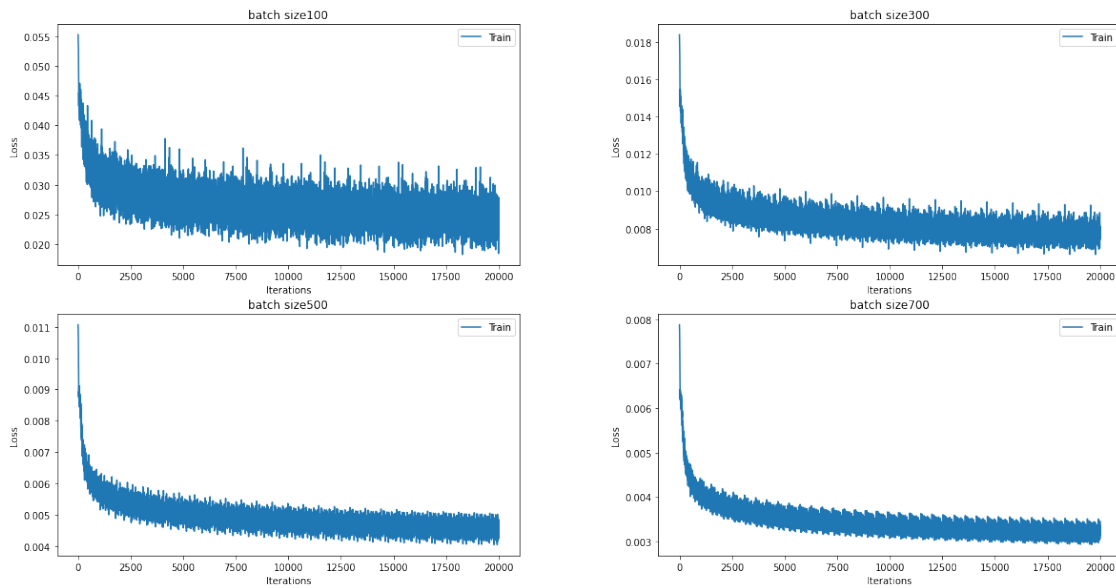 batch size100
Train
Loss
0.055
0.050
0.045
0.040
0.035
0.030
0.025
0.020
0 2500 5000 7500 10000 12500 15000 17500 20000
Iterations
batch size300
Train
Loss
0.018
0.016
0.014
0.012
0.010
0.008
0 2500 5000 7500 10000 12500 15000 17500 20000
Iterations
batch size500
Train
Loss
0.011
0.010
0.009
0.008
0.007
0.006
0.005
0.004
0 2500 5000 7500 10000 12500 15000 17500 20000
Iterations
batch size700
Train
Loss
0.008
0.007
0.006
0.005
0.004
0.003
0 2500 5000 7500 10000 12500 15000 17500 20000
Iterations